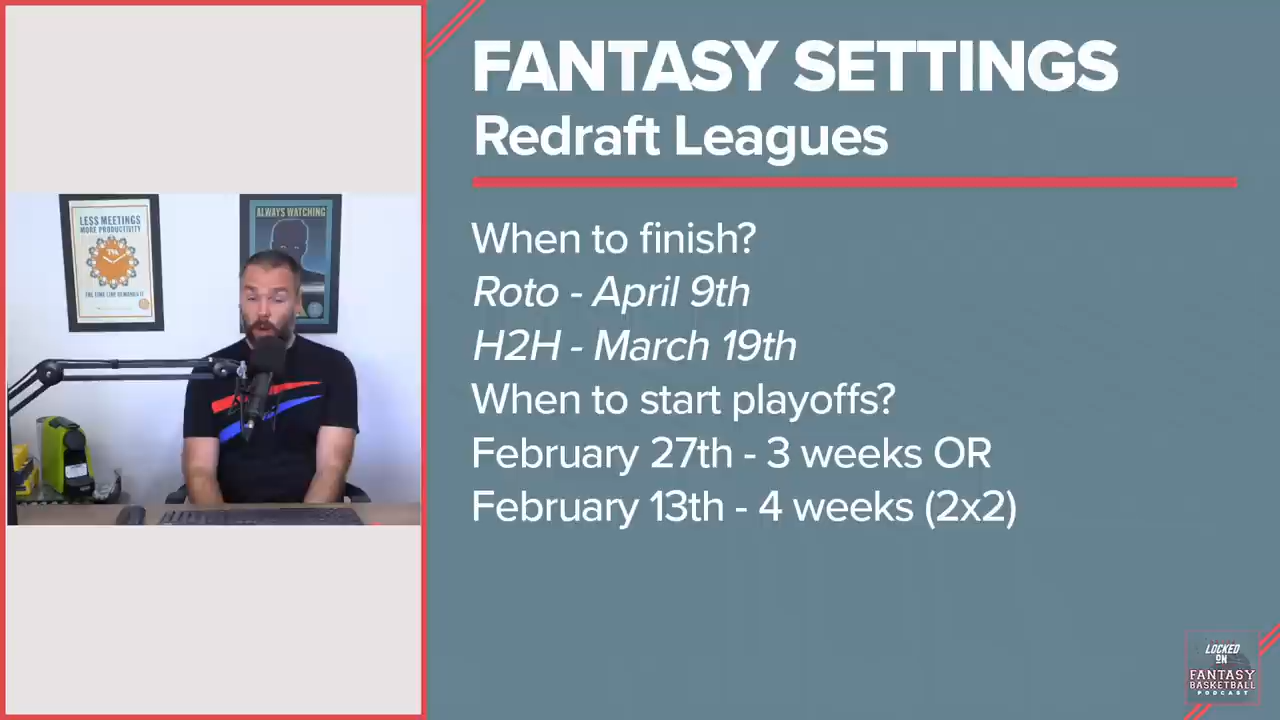 FANTASY SETTINGS
Redraft Leagues
When to finish?
Roto - April 9th
H2H - March 19th
When to start playoffs?
February 27th - 3 weeks OR
February 13th - 4 weeks (2x2)
LESS MEETINGS
MORE PRODUCTIVITY
ALWAYS WATCHING
LOCKED
ON
FANTASY
BASKETBALL
PODCAST